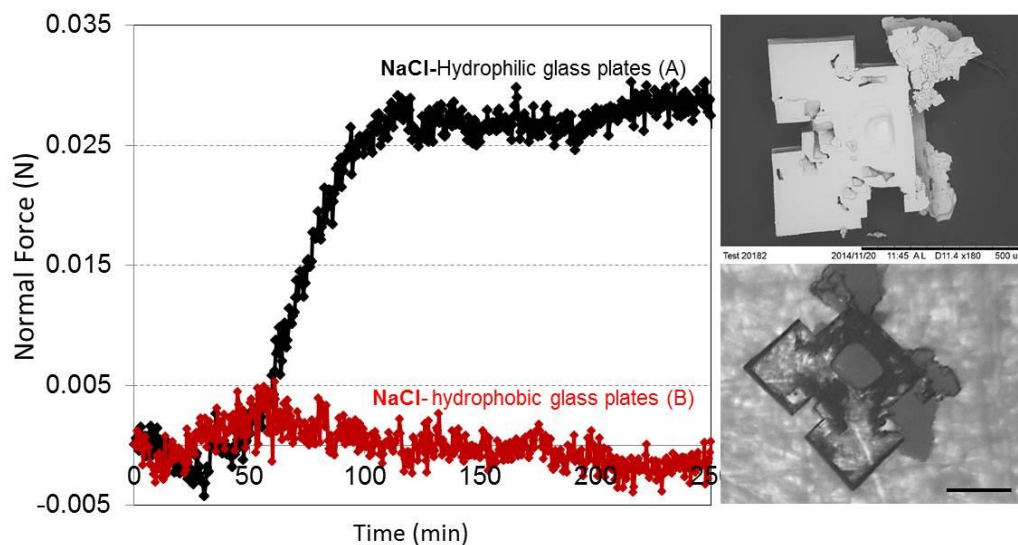 0.035
0.025
0.015
0.005
-0.005
Normal Force (N)
NaCl-Hydrophilic glass plates (A)
NaCl- hydrophobic glass plates (B)
0 50 100 150 200 250
Time (min)
Test 20182 2014/11/20 11:45 A L D11.4 x180 500 u